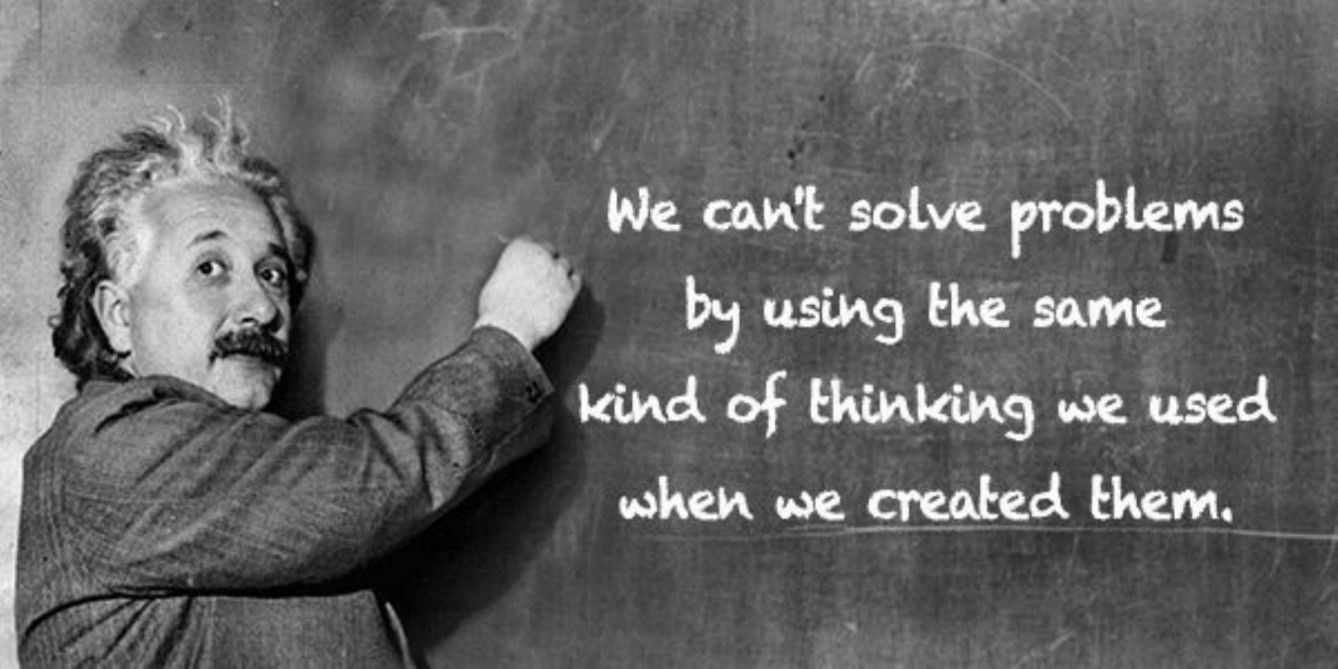 We can't solve problems
by using the same
kind of thinking we used
when we created them.